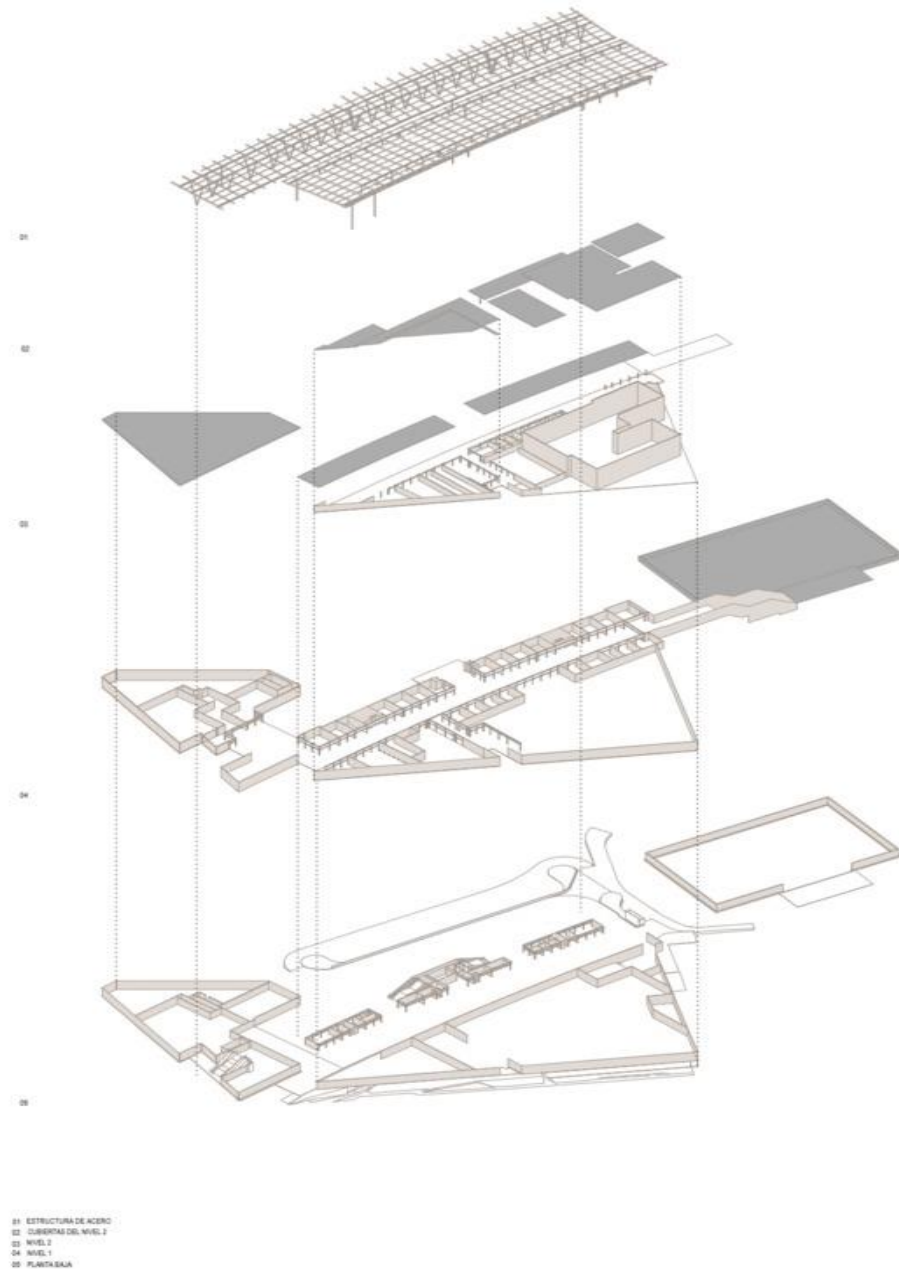 01
02
03
04
05
01 ESTRUCTURA DE ACERO
02 CUBIERTAS DEL NIVEL 2
03 NIVEL 2
04 NIVEL 1
05 PLANTA BAJA